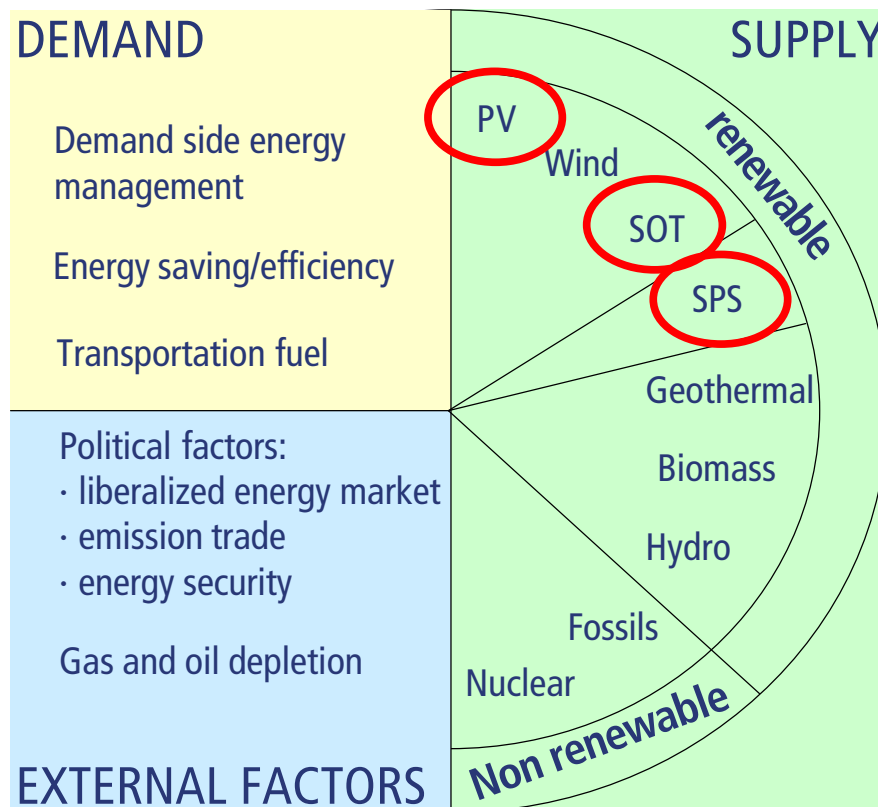 DEMAND
Demand side energy
management
Energy saving/efficiency
Transportation fuel
SUPPLY
renewable
PV
Wind
SOT
SPS
Geothermal
Biomass
Hydro
Fossils
Nuclear
Non renewable
Political factors:
· liberalized energy market
· emission trade
· energy security
Gas and oil depletion
EXTERNAL FACTORS